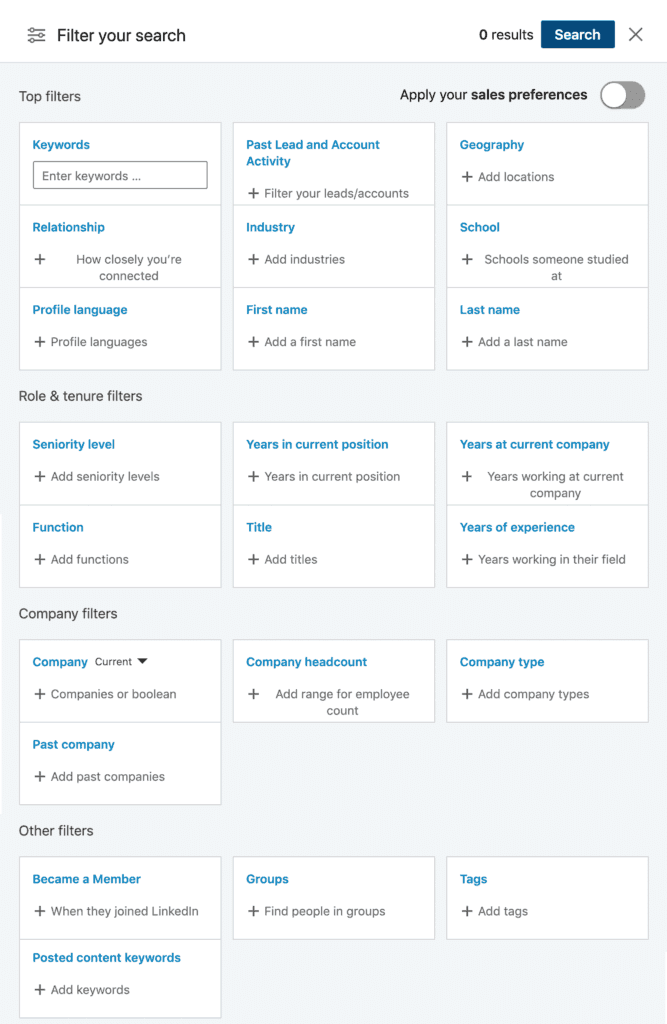 Filter your search
0 results
Search
Top filters
Apply your sales preferences
Keywords
Enter keywords ...
Past Lead and Account
Activity
+ Filter your leads/accounts
Geography
+ Add locations
Relationship
+ How closely you're
connected
Industry
+ Add industries
School
+ Schools someone studied
at
Profile language
+ Profile languages
First name
+ Add a first name
Last name
+ Add a last name
Role & tenure filters
Seniority level
+ Add seniority levels
Years in current position
+ Years in current position
Years at current company
+ Years working at current
company
Function
+ Add functions
Title
+ Add titles
Years of experience
+ Years working in their field
Company filters
Company Current
+ Companies or boolean
Company headcount
+ Add range for employee
count
Company type
+ Add company types
Past company
+ Add past companies
Other filters
Became a Member
+ When they joined LinkedIn
Groups
+ Find people in groups
Tags
+ Add tags
Posted content keywords
+ Add keywords